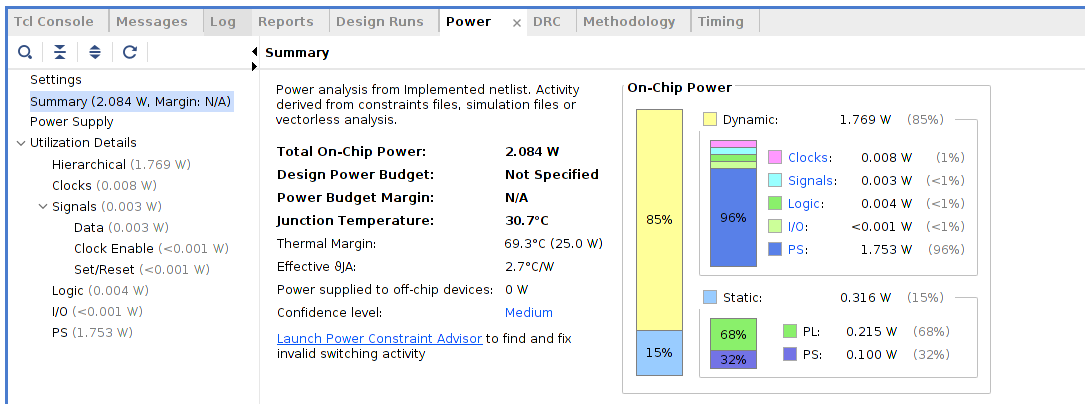 Tcl Console Messages Log Reports Design Runs Power × DRC Methodology Timing
Summary
Settings
Summary (2.084 W, Margin: N/A)
Power Supply
Utilization Details
Hierarchical (1.769 W)
Clocks (0.008 W)
Signals (0.003 W)
Data (0.003 W)
Clock Enable (<0.001 W)
Set/Reset (<0.001 W)
Logic (0.004 W)
I/O (<0.001 W)
PS (1.753 W)
Power analysis from Implemented netlist. Activity
derived from constraints files, simulation files or
vectorless analysis.
Total On-Chip Power: 2.084 W
Design Power Budget: Not Specified
Power Budget Margin: N/A
Junction Temperature: 30.7°C
Thermal Margin: 69.3°C (25.0 W)
Effective ϑJA: 2.7°C/W
Power supplied to off-chip devices: 0 W
Confidence level: Medium
Launch Power Constraint Advisor to find and fix
invalid switching activity
On-Chip Power
85%
15%
Dynamic: 1.769 W (85%)
96%
Clocks: 0.008 W (1%)
Signals: 0.003 W (<1%)
Logic: 0.004 W (<1%)
I/O: <0.001 W (<1%)
PS: 1.753 W (96%)
Static: 0.316 W (15%)
68%
32%
PL: 0.215 W (68%)
PS: 0.100 W (32%)